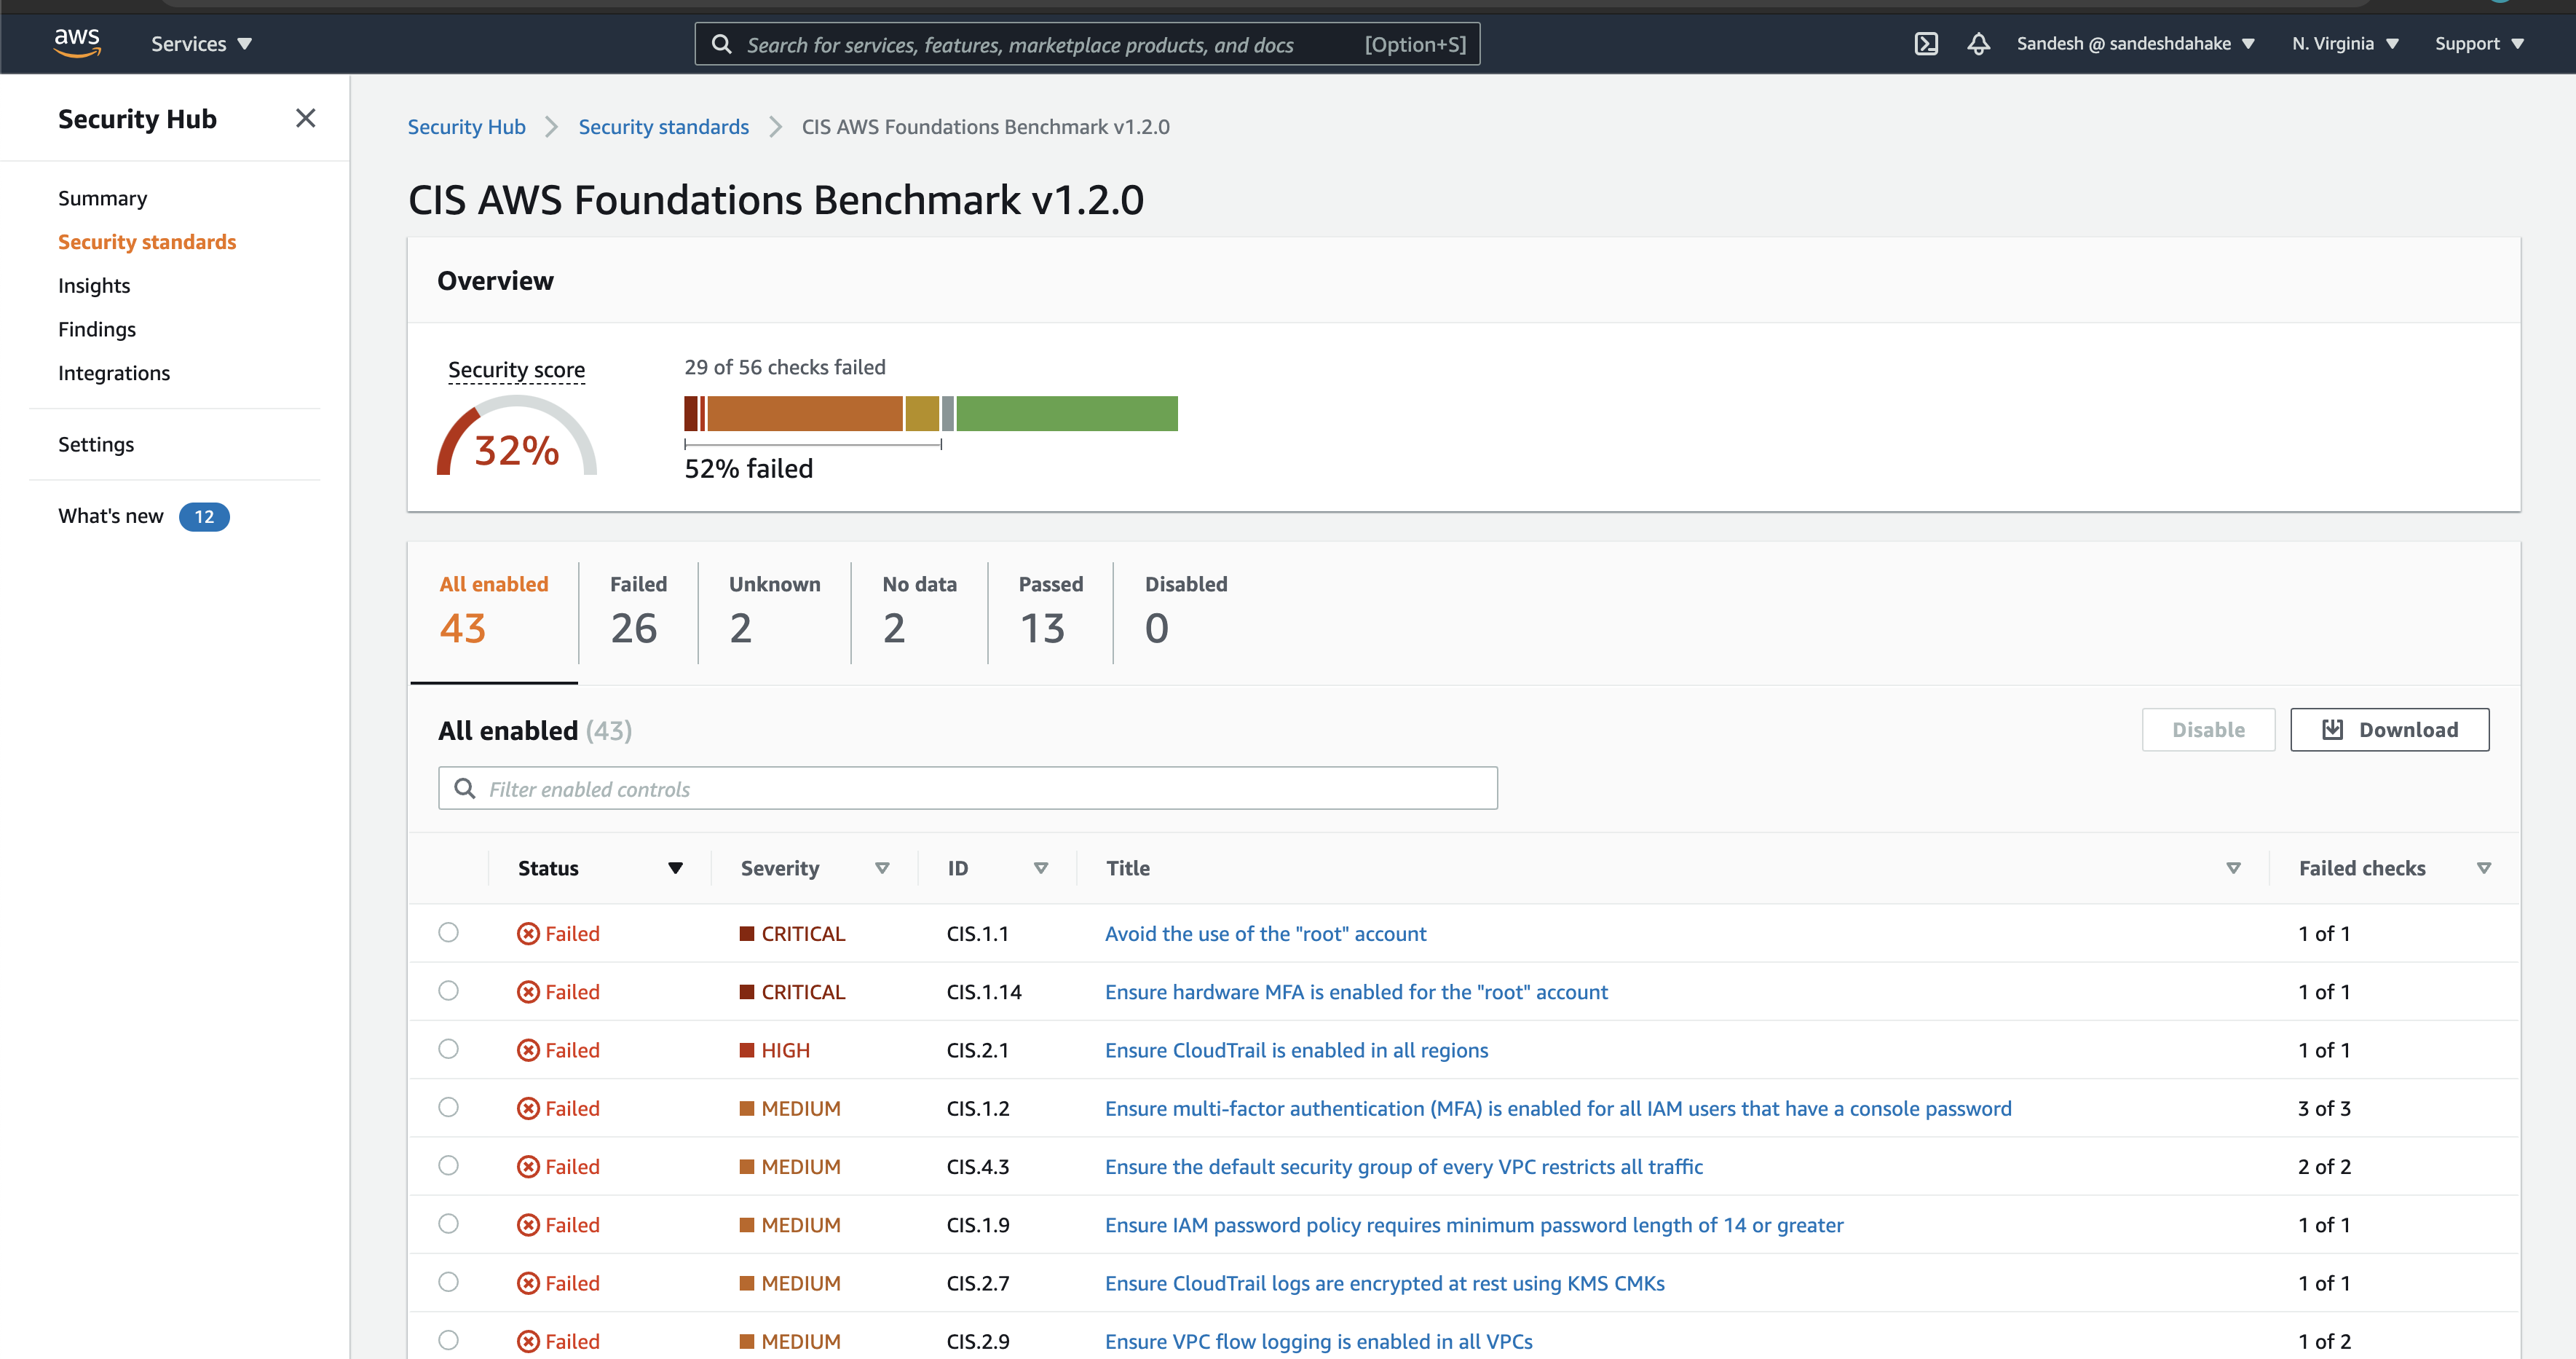 aws Services Search for services, features, marketplace products, and docs [Option+S] Sandesh @ sandeshdahake N. Virginia Support
Security Hub
Summary
Security standards
Insights
Findings
Integrations
Settings
What's new 12
Security Hub Security standards CIS AWS Foundations Benchmark v1.2.0
CIS AWS Foundations Benchmark v1.2.0
Overview
Security score
32%
29 of 56 checks failed
52% failed
All enabled Failed Unknown No data Passed Disabled
43 26 2 2 13 0
All enabled (43)
Disable Download
Filter enabled controls
Status Severity ID Title Failed checks
Failed CRITICAL CIS.1.1 Avoid the use of the "root" account 1 of 1
Failed CRITICAL CIS.1.14 Ensure hardware MFA is enabled for the "root" account 1 of 1
Failed HIGH CIS.2.1 Ensure CloudTrail is enabled in all regions 1 of 1
Failed MEDIUM CIS.1.2 Ensure multi-factor authentication (MFA) is enabled for all IAM users that have a console password 3 of 3
Failed MEDIUM CIS.4.3 Ensure the default security group of every VPC restricts all traffic 2 of 2
Failed MEDIUM CIS.1.9 Ensure IAM password policy requires minimum password length of 14 or greater 1 of 1
Failed MEDIUM CIS.2.7 Ensure CloudTrail logs are encrypted at rest using KMS CMKs 1 of 1
Failed MEDIUM CIS.2.9 Ensure VPC flow logging is enabled in all VPCs 1 of 2